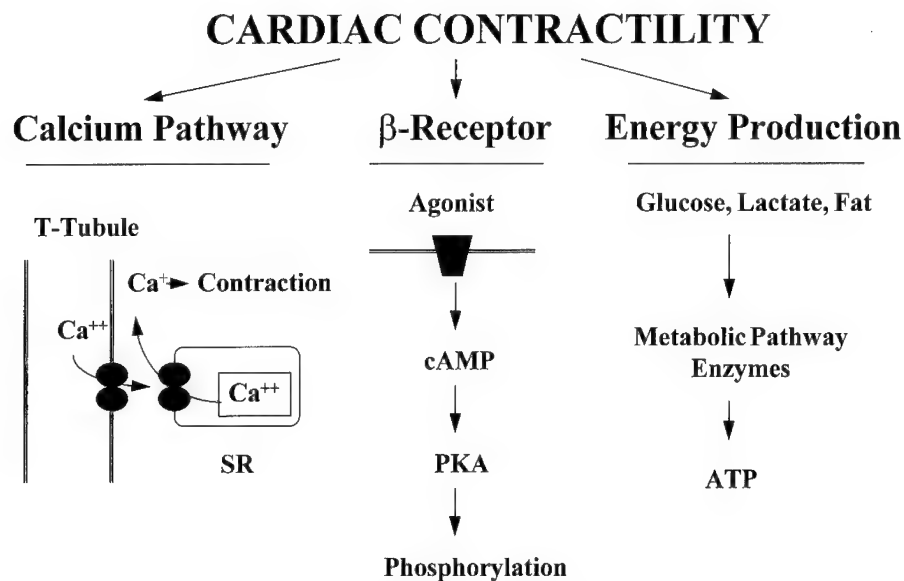 CARDIAC CONTRACTILITY
Calcium Pathway
T-Tubule
Ca⁺ Contraction
Ca⁺⁺
Ca⁺⁺
SR
β-Receptor
Agonist
cAMP
PKA
Phosphorylation
Energy Production
Glucose, Lactate, Fat
Metabolic Pathway
Enzymes
ATP